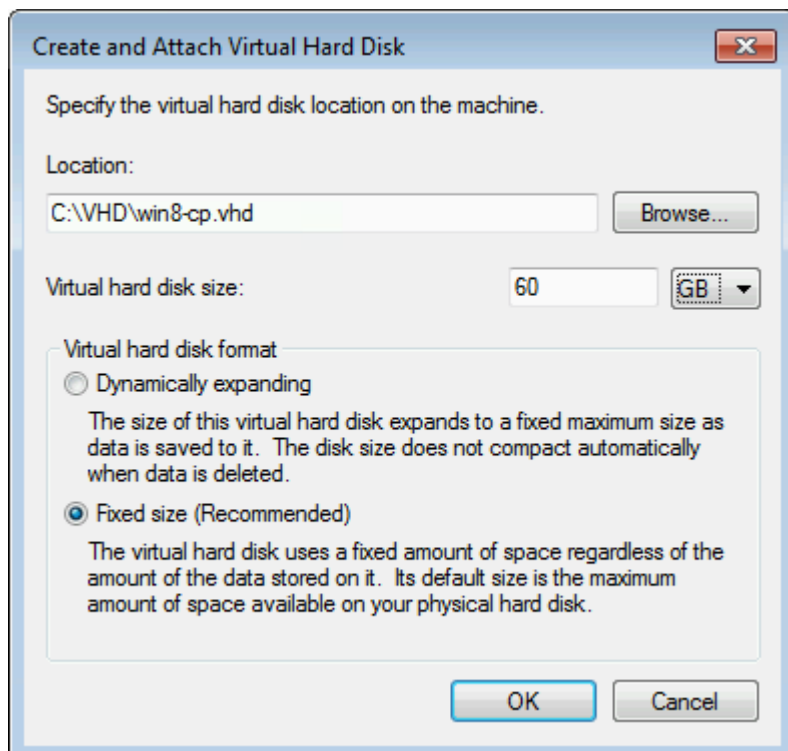 Create and Attach Virtual Hard Disk
Specify the virtual hard disk location on the machine.
Location:
C:\VHD\win8-cp.vhd
Browse...
Virtual hard disk size:
60
GB
Virtual hard disk format
Dynamically expanding
The size of this virtual hard disk expands to a fixed maximum size as
data is saved to it.  The disk size does not compact automatically
when data is deleted.
Fixed size (Recommended)
The virtual hard disk uses a fixed amount of space regardless of the
amount of the data stored on it.  Its default size is the maximum
amount of space available on your physical hard disk.
OK
Cancel